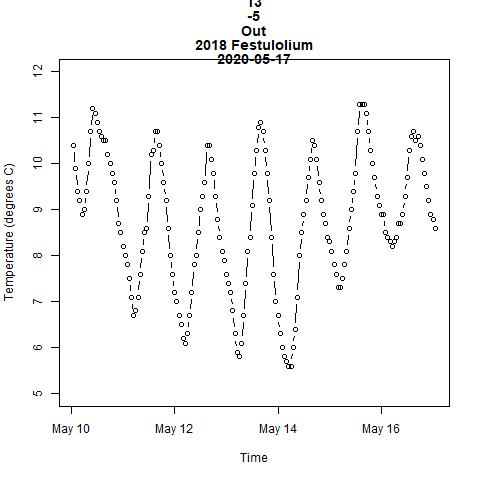 13
-5
Out
2018 Festulolium
2020-05-17
12
11
10
9
8
7
6
5
Temperature (degrees C)
May 10
May 12
May 14
May 16
Time